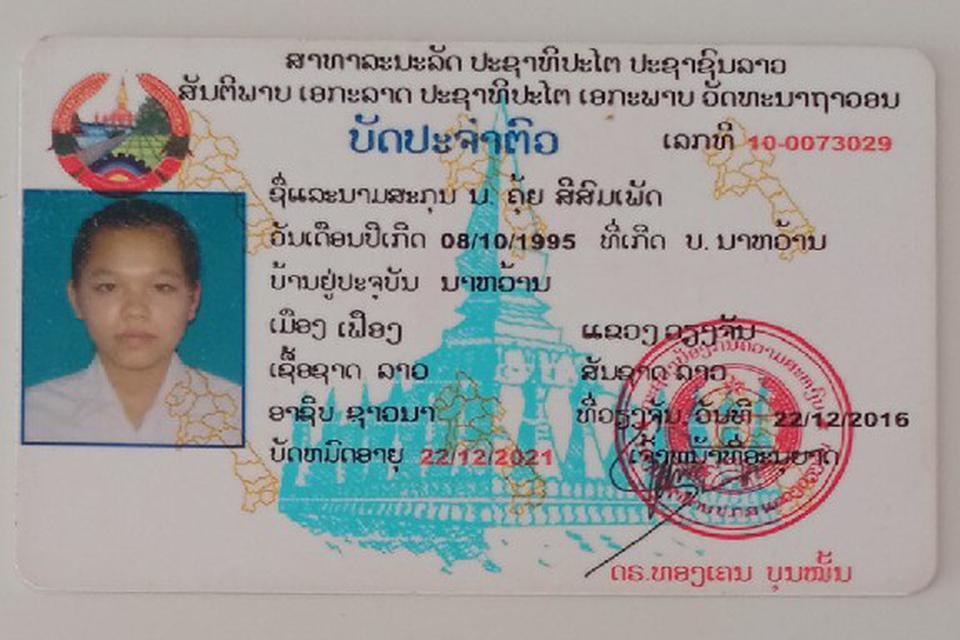 ສາທາລະນະລັດ ປະຊາທິປະໄຕ ປະຊາຊົນລາວ
ສັນຕິພາບ ເອກະລາດ ປະຊາທິປະໄຕ ເອກະພາບ ວັດທະນາຖາວອນ
ບັດປະຈຳຕົວ ເລກທີ 10-0073029
ຊື່ແລະນາມສະກຸນ ນ. ຄຸ້ຍ ສີສົມເພັດ
ວັນເດືອນປີເກີດ 08/10/1995 ທີ່ເກີດ ບ. ນາຫວ້ານ
ບ້ານຢູ່ປະຈຸບັນ ນາຫວ້ານ
ເມືອງ ເຟືອງ ແຂວງ ວຽງຈັນ
ເຊື້ອຊາດ ລາວ ສັນຊາດ ລາວ
ອາຊີບ ຊາວນາ ທີ່ວຽງຈັນ, ວັນທີ 22/12/2016
ບັດຫມົດອາຍຸ 22/12/2021 ເຈົ້າໜ້າທີ່ອະນຸຍາດ
ດຣ.ທອງເຄນ ບຸນໝັ້ນ